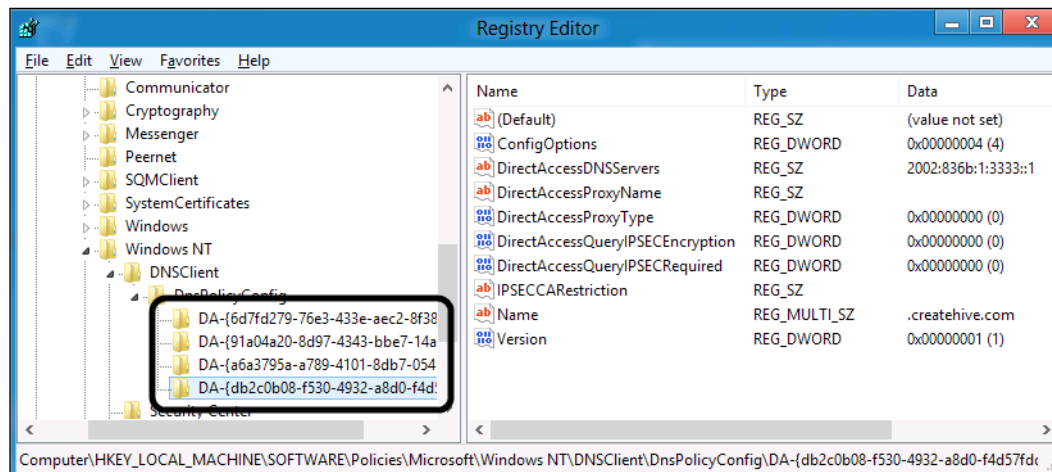 Registry Editor
File Edit View Favorites Help
Communicator
Cryptography
Messenger
Peernet
SQMClient
SystemCertificates
Windows
Windows NT
DNSClient
DnsPolicyConfig
DA-{6d7fd279-76e3-433e-aec2-8f38
DA-{91a04a20-8d97-4343-bbe7-14a
DA-{a6a3795a-a789-4101-8db7-054
DA-{db2c0b08-f530-4932-a8d0-f4d5
Security Center
Name Type Data
(Default) REG_SZ (value not set)
ConfigOptions REG_DWORD 0x00000004 (4)
DirectAccessDNSServers REG_SZ 2002:836b:1:3333::1
DirectAccessProxyName REG_SZ
DirectAccessProxyType REG_DWORD 0x00000000 (0)
DirectAccessQueryIPSECEncryption REG_DWORD 0x00000000 (0)
DirectAccessQueryIPSECRequired REG_DWORD 0x00000000 (0)
IPSECCARestriction REG_SZ
Name REG_MULTI_SZ .createhive.com
Version REG_DWORD 0x00000001 (1)
Computer\HKEY_LOCAL_MACHINE\SOFTWARE\Policies\Microsoft\Windows NT\DNSClient\DnsPolicyConfig\DA-{db2c0b08-f530-4932-a8d0-f4d57fdc